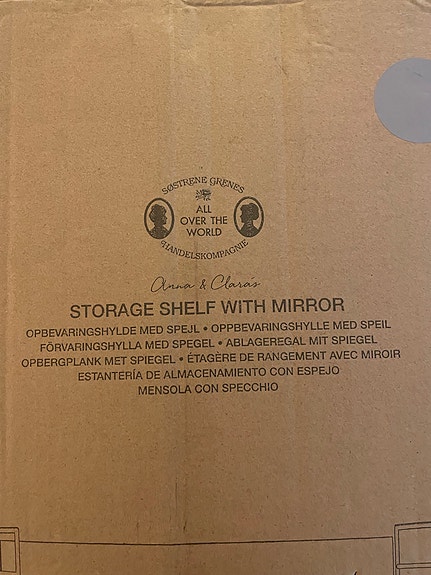 SØSTRENE GRENES
ALL
OVER THE
WORLD
HANDELSKOMPAGNIE
Anna & Clara's
STORAGE SHELF WITH MIRROR
OPBEVARINGSHYLDE MED SPEJL • OPPBEVARINGSHYLLE MED SPEIL
FÖRVARINGSHYLLA MED SPEGEL • ABLAGEREGAL MIT SPIEGEL
OPBERGPLANK MET SPIEGEL • ÉTAGÈRE DE RANGEMENT AVEC MIROIR
ESTANTERÍA DE ALMACENAMIENTO CON ESPEJO
MENSOLA CON SPECCHIO